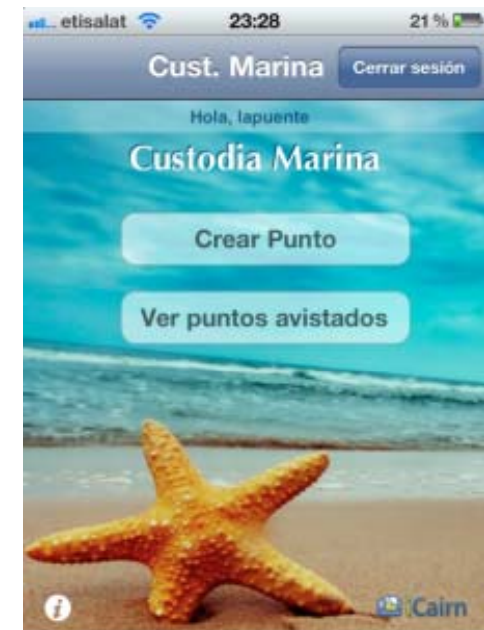 etisalat 23:28 21 %
Cust. Marina Cerrar sesión
Hola, lapuente
Custodia Marina
Crear Punto
Ver puntos avistados
i Cairn